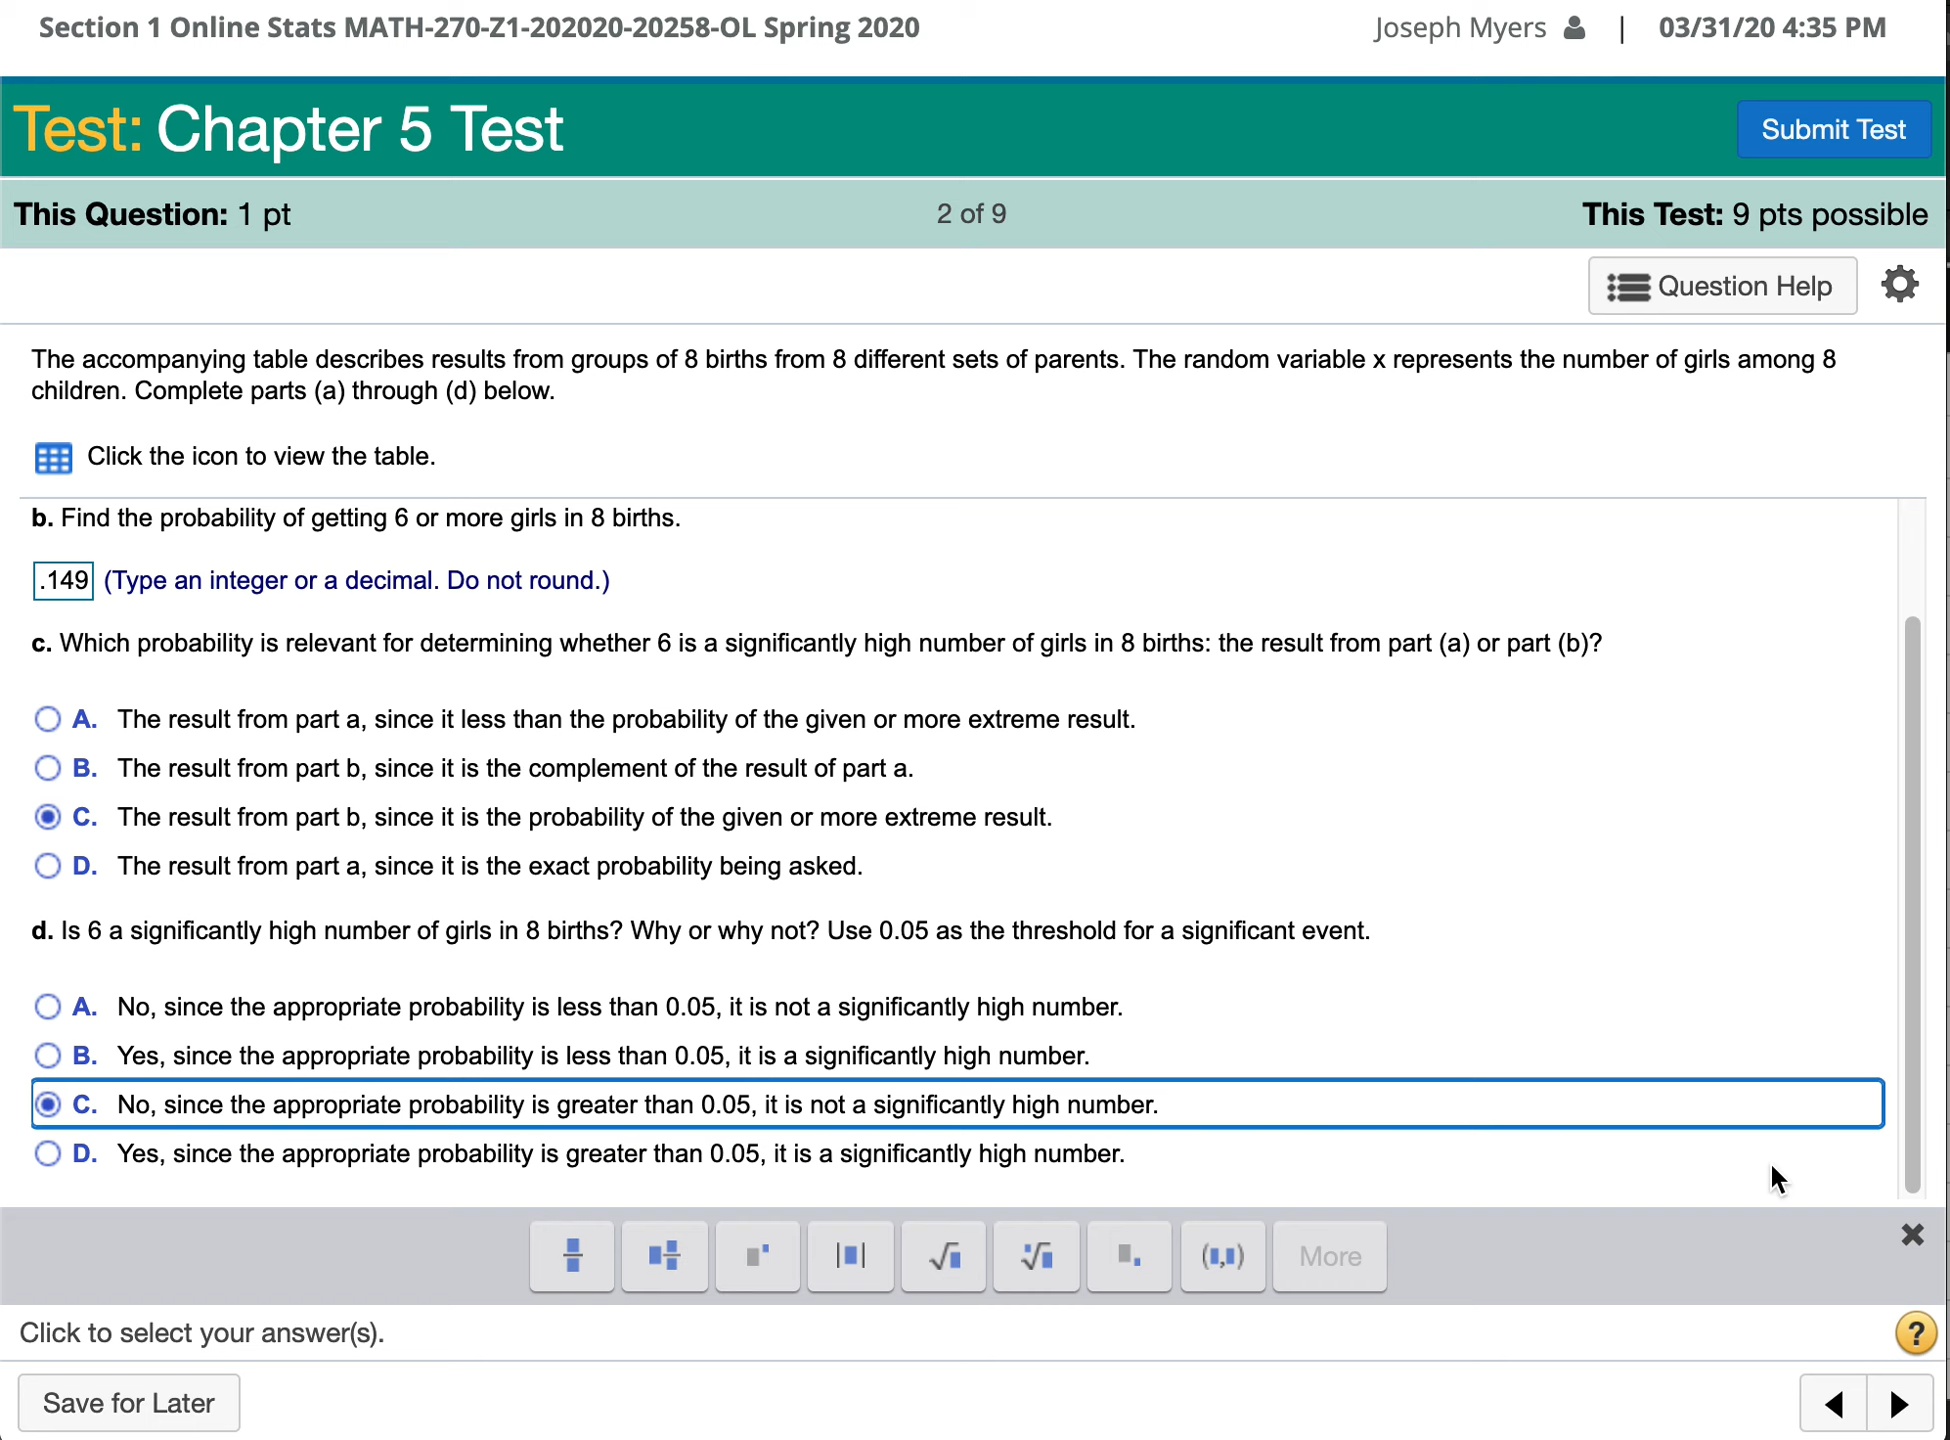 Section 1 Online Stats MATH-270-Z1-202020-20258-OL Spring 2020
Joseph Myers | 03/31/20 4:35 PM
Test: Chapter 5 Test
Submit Test
This Question: 1 pt
2 of 9
This Test: 9 pts possible
Question Help
The accompanying table describes results from groups of 8 births from 8 different sets of parents. The random variable x represents the number of girls among 8
children. Complete parts (a) through (d) below.
Click the icon to view the table.
b. Find the probability of getting 6 or more girls in 8 births.
.149 (Type an integer or a decimal. Do not round.)
c. Which probability is relevant for determining whether 6 is a significantly high number of girls in 8 births: the result from part (a) or part (b)?
A. The result from part a, since it less than the probability of the given or more extreme result.
B. The result from part b, since it is the complement of the result of part a.
C. The result from part b, since it is the probability of the given or more extreme result.
D. The result from part a, since it is the exact probability being asked.
d. Is 6 a significantly high number of girls in 8 births? Why or why not? Use 0.05 as the threshold for a significant event.
A. No, since the appropriate probability is less than 0.05, it is not a significantly high number.
B. Yes, since the appropriate probability is less than 0.05, it is a significantly high number.
C. No, since the appropriate probability is greater than 0.05, it is not a significantly high number.
D. Yes, since the appropriate probability is greater than 0.05, it is a significantly high number.
More
Click to select your answer(s).
?
Save for Later